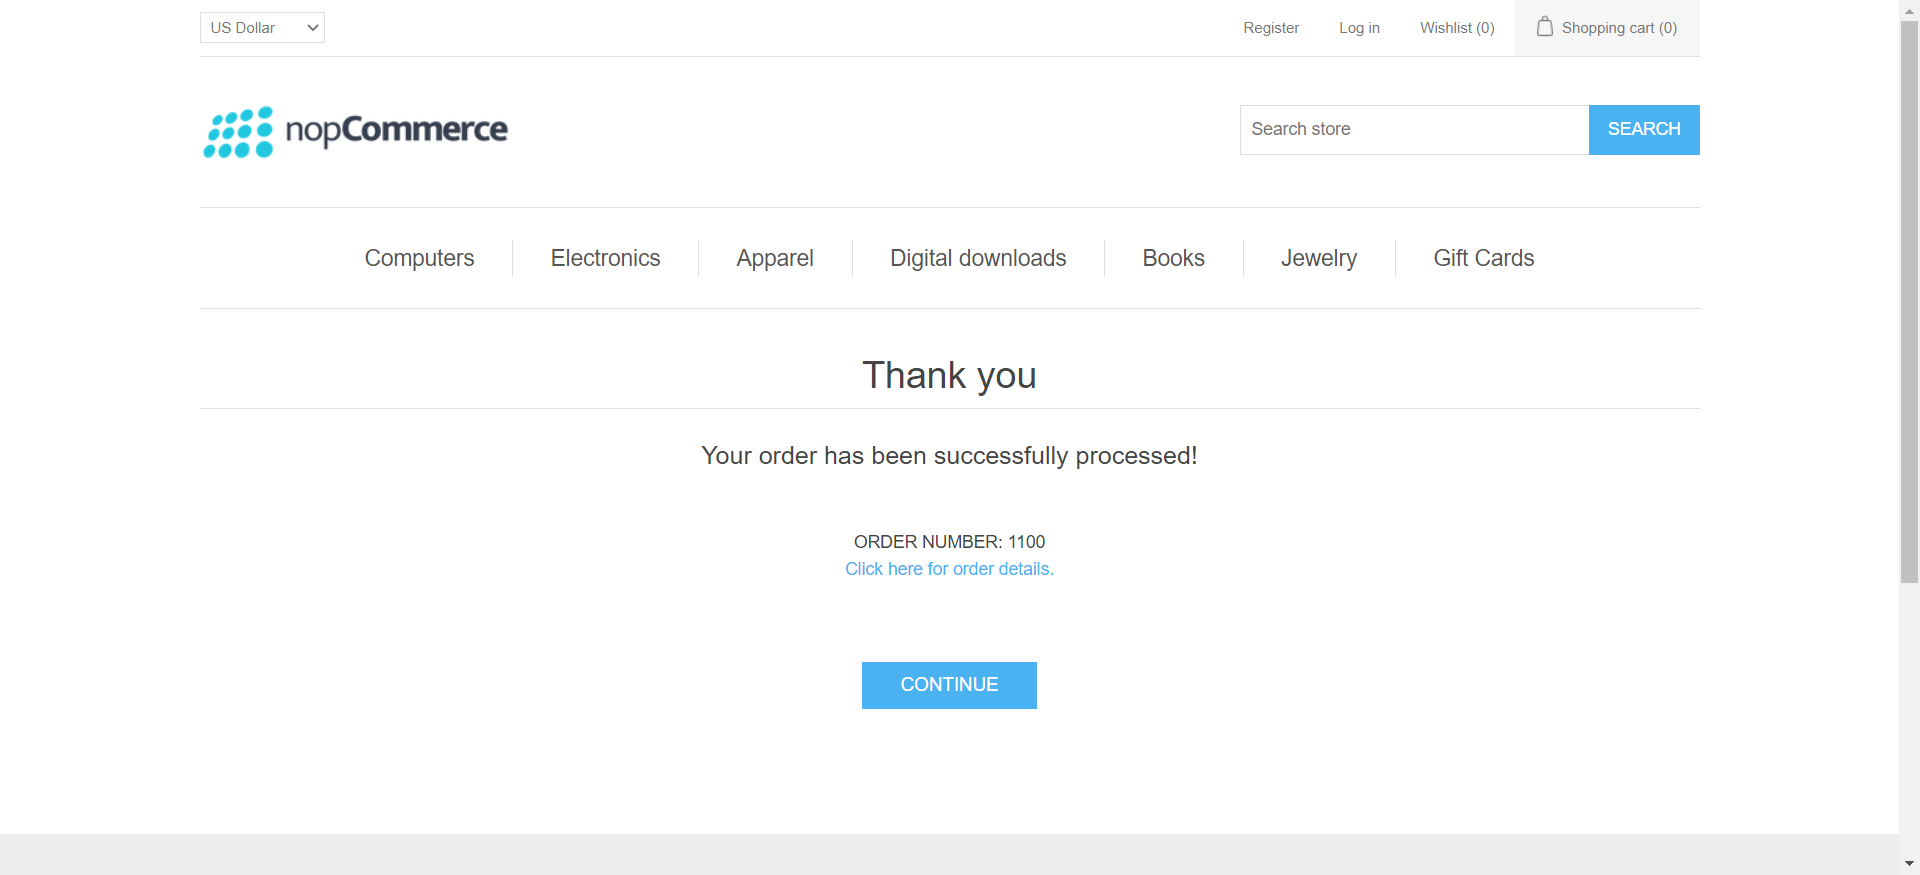 US Dollar
Register
Log in
Wishlist (0)
Shopping cart (0)
nopCommerce
Search store
SEARCH
Computers
Electronics
Apparel
Digital downloads
Books
Jewelry
Gift Cards
Thank you
Your order has been successfully processed!
ORDER NUMBER: 1100
Click here for order details.
CONTINUE